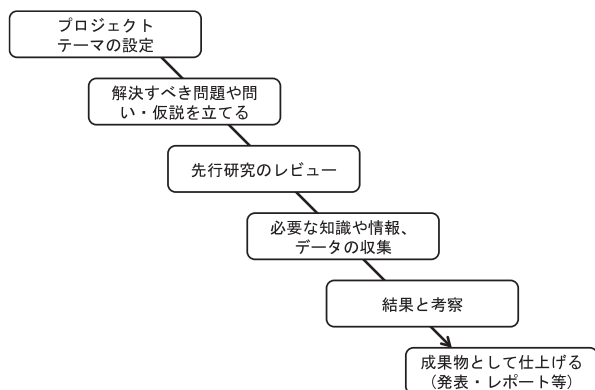 プロジェクト
テーマの設定
解決すべき問題や問
い・仮説を立てる
先行研究のレビュー
必要な知識や情報、
データの収集
結果と考察
成果物として仕上げる
（発表・レポート等）